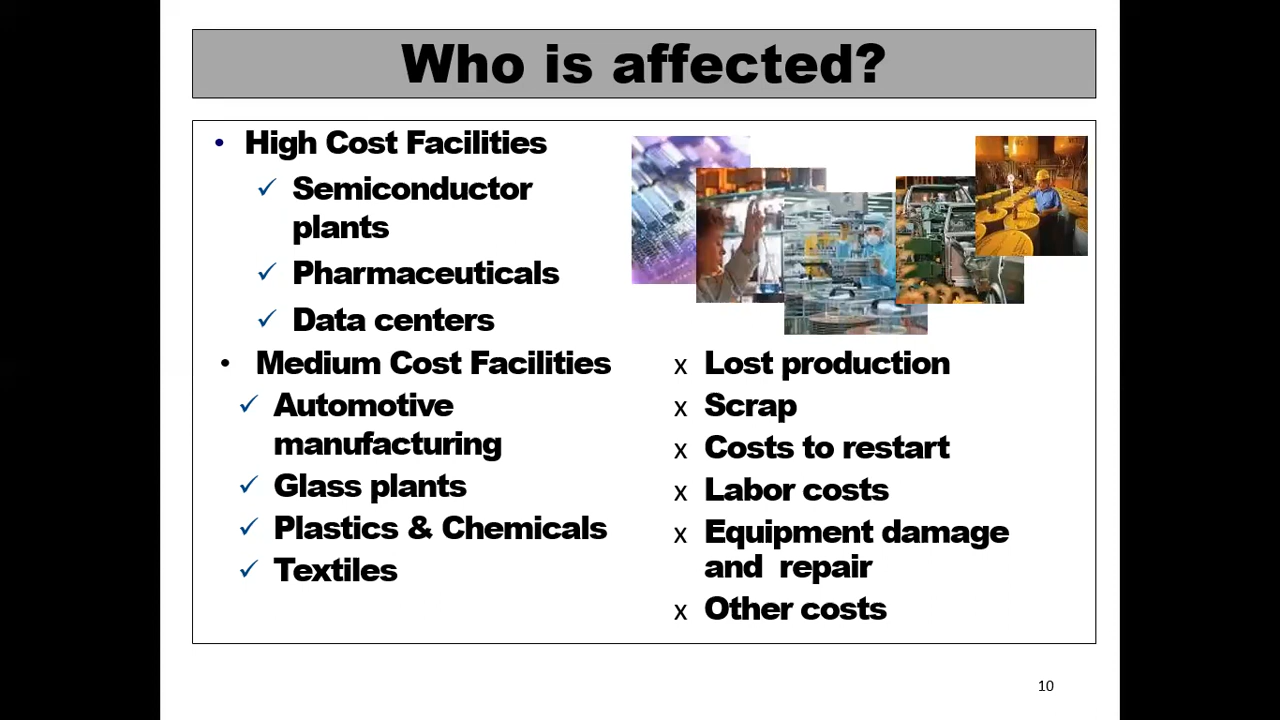 Who is affected?
• High Cost Facilities
✓ Semiconductor
plants
✓ Pharmaceuticals
✓ Data centers
• Medium Cost Facilities
✓ Automotive
manufacturing
✓ Glass plants
✓ Plastics & Chemicals
✓ Textiles
x Lost production
x Scrap
x Costs to restart
x Labor costs
x Equipment damage
and repair
x Other costs
10